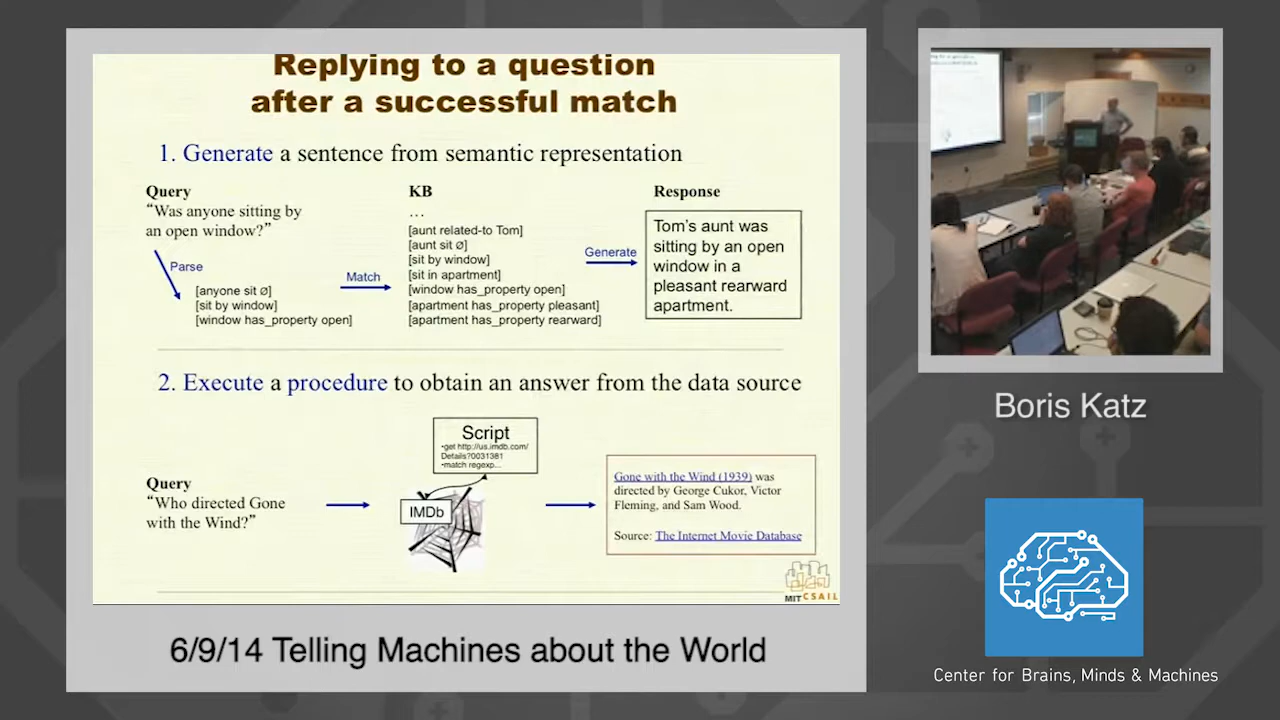 Replying to a question
after a successful match
1. Generate a sentence from semantic representation
Query
“Was anyone sitting by
an open window?”
Parse
[anyone sit ∅]
[sit by window]
[window has_property open]
Match
KB
…
[aunt related-to Tom]
[aunt sit ∅]
[sit by window]
[sit in apartment]
[window has_property open]
[apartment has_property pleasant]
[apartment has_property rearward]
Generate
Response
Tom’s aunt was
sitting by an open
window in a
pleasant rearward
apartment.
2. Execute a procedure to obtain an answer from the data source
Query
“Who directed Gone
with the Wind?”
Script
•get http://us.imdb.com/
Details?0031381
•match regexp...
IMDb
Gone with the Wind (1939) was
directed by George Cukor, Victor
Fleming, and Sam Wood.
Source: The Internet Movie Database
MIT CSAIL
6/9/14 Telling Machines about the World
Boris Katz
Center for Brains, Minds & Machines